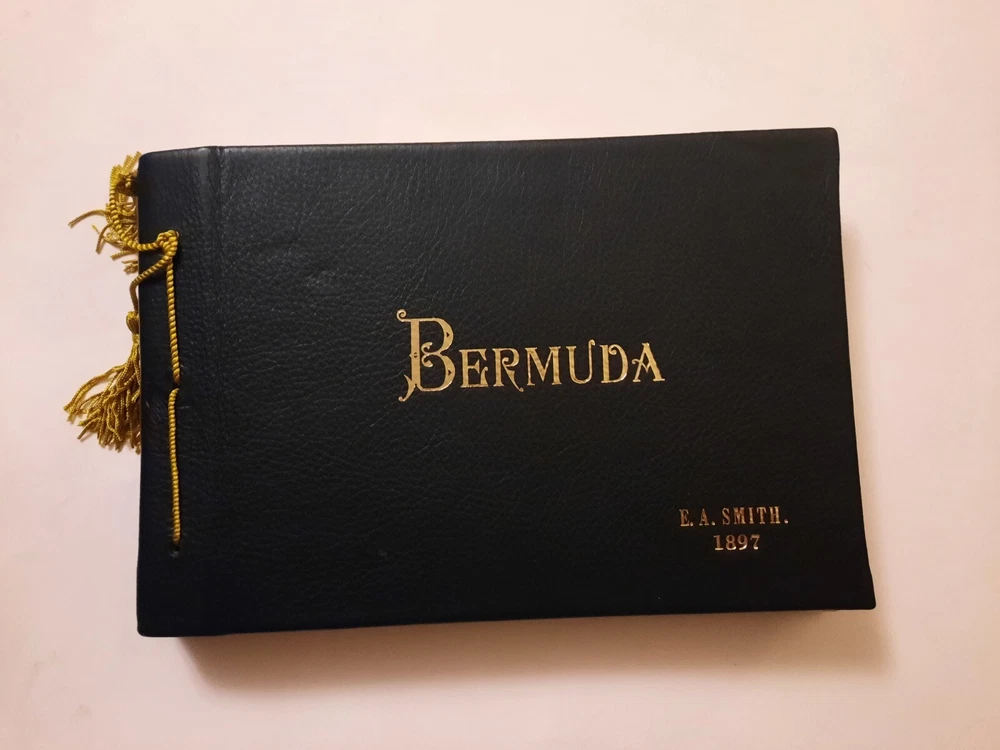 BERMUDA
E. A. SMITH.
1897